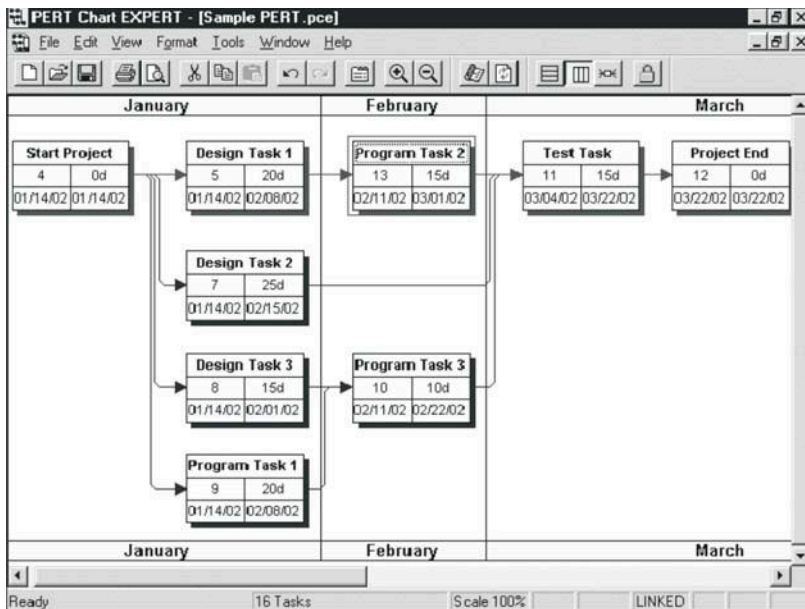 PERT Chart EXPERT - [Sample PERT.pce]
File Edit View Format Tools Window Help
January February March
Start Project
4 0d
01/14/02 01/14/02
Design Task 1
5 20d
01/14/02 02/08/02
Program Task 2
13 15d
02/11/02 03/01/02
Test Task
11 15d
03/04/02 03/22/02
Project End
12 0d
03/22/02 03/22/02
Design Task 2
7 25d
01/14/02 02/15/02
Design Task 3
8 15d
01/14/02 02/01/02
Program Task 3
10 10d
02/11/02 02/22/02
Program Task 1
9 20d
01/14/02 02/08/02
January February March
Ready 16 Tasks Scale 100% LINKED